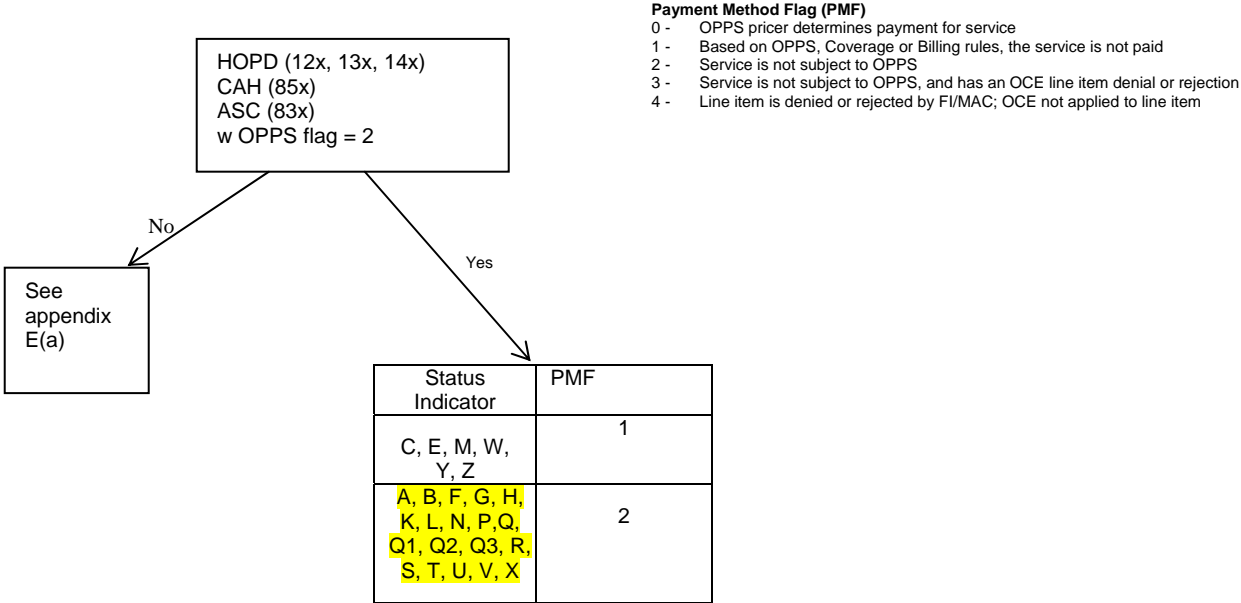 Payment Method Flag (PMF)
0 - OPPS pricer determines payment for service
1 - Based on OPPS, Coverage or Billing rules, the service is not paid
2 - Service is not subject to OPPS
3 - Service is not subject to OPPS, and has an OCE line item denial or rejection
4 - Line item is denied or rejected by FI/MAC; OCE not applied to line item
HOPD (12x, 13x, 14x)
CAH (85x)
ASC (83x)
w OPPS flag = 2
No
Yes
See
appendix
E(a)
Status
Indicator
PMF
C, E, M, W,
Y, Z
1
A, B, F, G, H,
K, L, N, P,Q,
Q1, Q2, Q3, R,
S, T, U, V, X
2